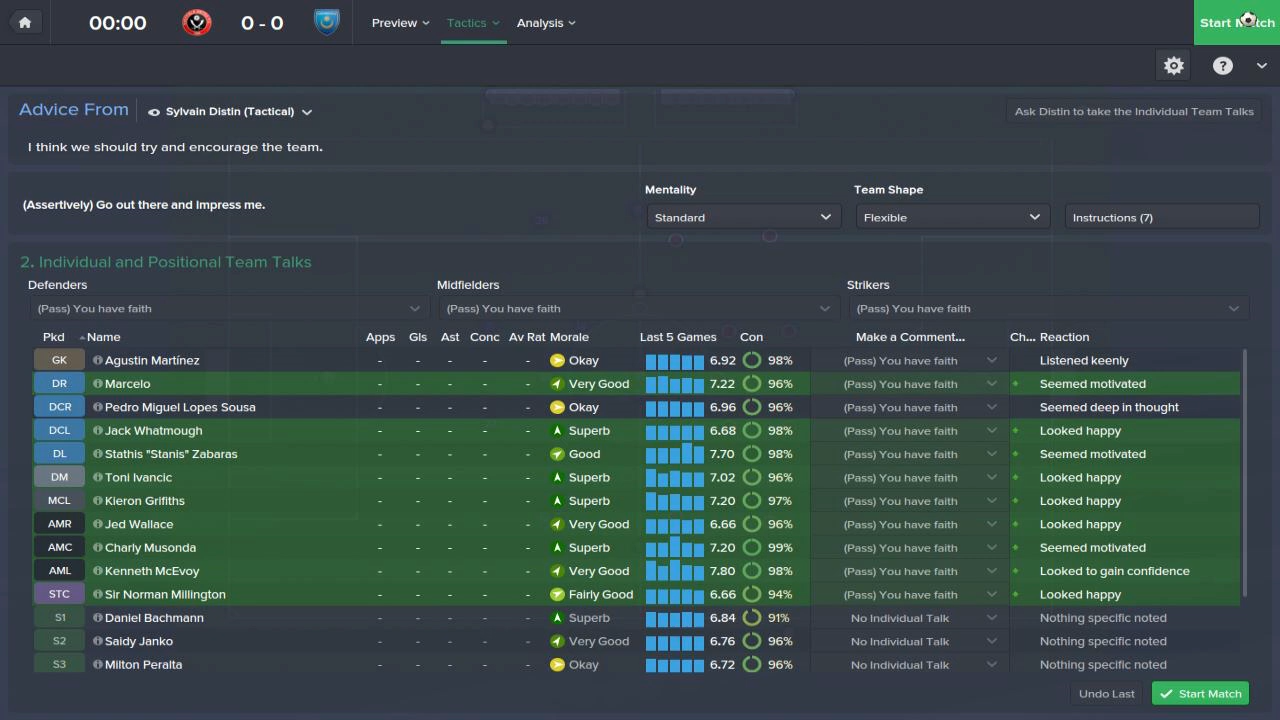 00:00 0 - 0 Preview Tactics Analysis Start Match
?
Advice From Sylvain Distin (Tactical) Ask Distin to take the Individual Team Talks
I think we should try and encourage the team.
Mentality Team Shape
(Assertively) Go out there and Impress me. Standard Flexible Instructions (7)
2. Individual and Positional Team Talks
Defenders Midfielders Strikers
(Pass) You have faith (Pass) You have faith (Pass) You have faith
Pkd Name Apps Gls Ast Conc Av Rat Morale Last 5 Games Con Make a Comment... Ch... Reaction
GK Agustin Martínez - - - - - Okay 6.92 98% (Pass) You have faith Listened keenly
DR Marcelo - - - - - Very Good 7.22 96% (Pass) You have faith Seemed motivated
DCR Pedro Miguel Lopes Sousa - - - - - Okay 6.96 96% (Pass) You have faith Seemed deep in thought
DCL Jack Whatmough - - - - - Superb 6.68 98% (Pass) You have faith Looked happy
DL Stathis "Stanis" Zabaras - - - - - Good 7.70 98% (Pass) You have faith Seemed motivated
DM Toni Ivancic - - - - - Superb 7.02 96% (Pass) You have faith Looked happy
MCL Kieron Grifiths - - - - - Superb 7.20 97% (Pass) You have faith Looked happy
AMR Jed Wallace - - - - - Very Good 6.66 96% (Pass) You have faith Looked happy
AMC Charly Musonda - - - - - Superb 7.20 99% (Pass) You have faith Seemed motivated
AML Kenneth McEvoy - - - - - Very Good 7.80 98% (Pass) You have faith Looked to gain confidence
STC Sir Norman Millington - - - - - Fairly Good 6.66 94% (Pass) You have faith Looked happy
S1 Daniel Bachmann - - - - - Superb 6.84 91% No Individual Talk Nothing specific noted
S2 Saidy Janko - - - - - Very Good 6.76 96% No Individual Talk Nothing specific noted
S3 Milton Peralta - - - - - Okay 6.72 96% No Individual Talk Nothing specific noted
Undo Last Start Match